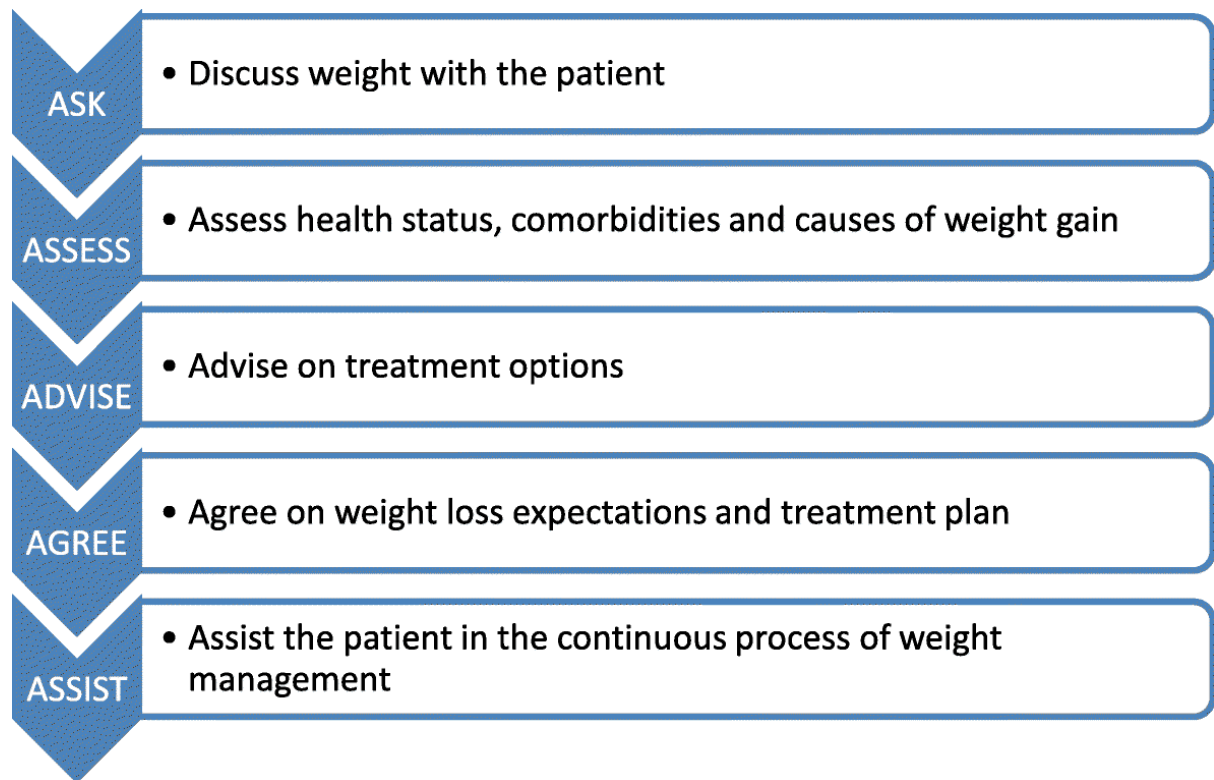 ASK
• Discuss weight with the patient
ASSESS
• Assess health status, comorbidities and causes of weight gain
ADVISE
• Advise on treatment options
AGREE
• Agree on weight loss expectations and treatment plan
ASSIST
• Assist the patient in the continuous process of weight
management